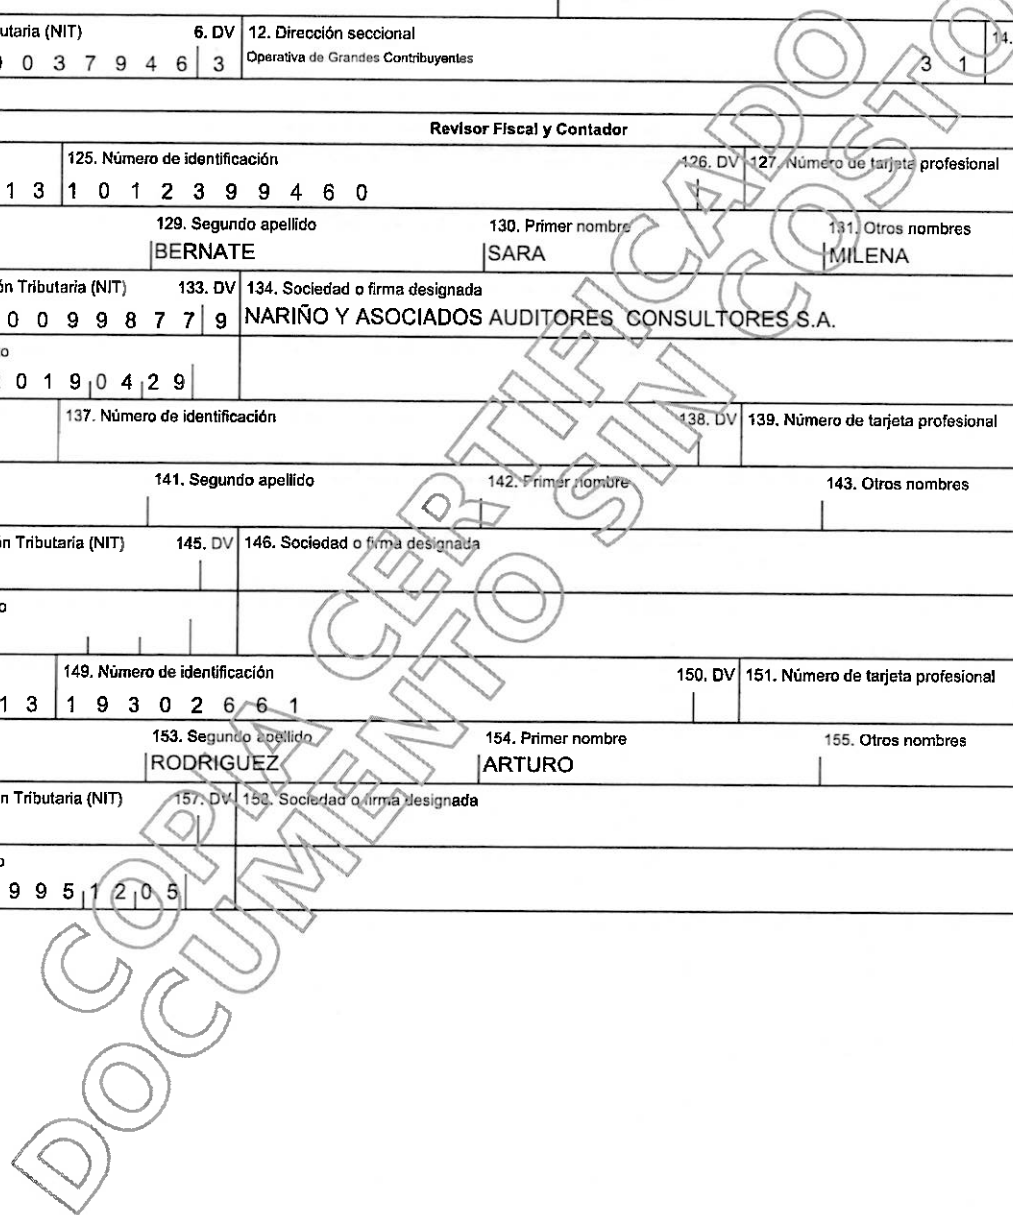 utaria (NIT) 6. DV 12. Dirección seccional 14.
0 3 7 9 4 6 3 Operativa de Grandes Contribuyentes 3 1
Revisor Fiscal y Contador
125. Número de identificación 126. DV 127. Número de tarjeta profesional
1 3 1 0 1 2 3 9 9 4 6 0
129. Segundo apellido 130. Primer nombre 131. Otros nombres
BERNATE SARA MILENA
ón Tributaria (NIT) 133. DV 134. Sociedad o firma designada
0 0 9 9 8 7 7 9 NARIÑO Y ASOCIADOS AUDITORES CONSULTORES S.A.
o
0 1 9 0 4 2 9
137. Número de identificación 138. DV 139. Número de tarjeta profesional
141. Segundo apellido 142. Primer nombre 143. Otros nombres
ón Tributaria (NIT) 145. DV 146. Sociedad o firma designada
o
149. Número de identificación 150. DV 151. Número de tarjeta profesional
1 3 1 9 3 0 2 6 6 1
153. Segundo apellido 154. Primer nombre 155. Otros nombres
RODRIGUEZ ARTURO
n Tributaria (NIT) 157. DV 158. Sociedad o firma designada
o
9 9 5 1 2 0 5
COPIA CERTIFICADO
DOCUMENTO SIN COSTO